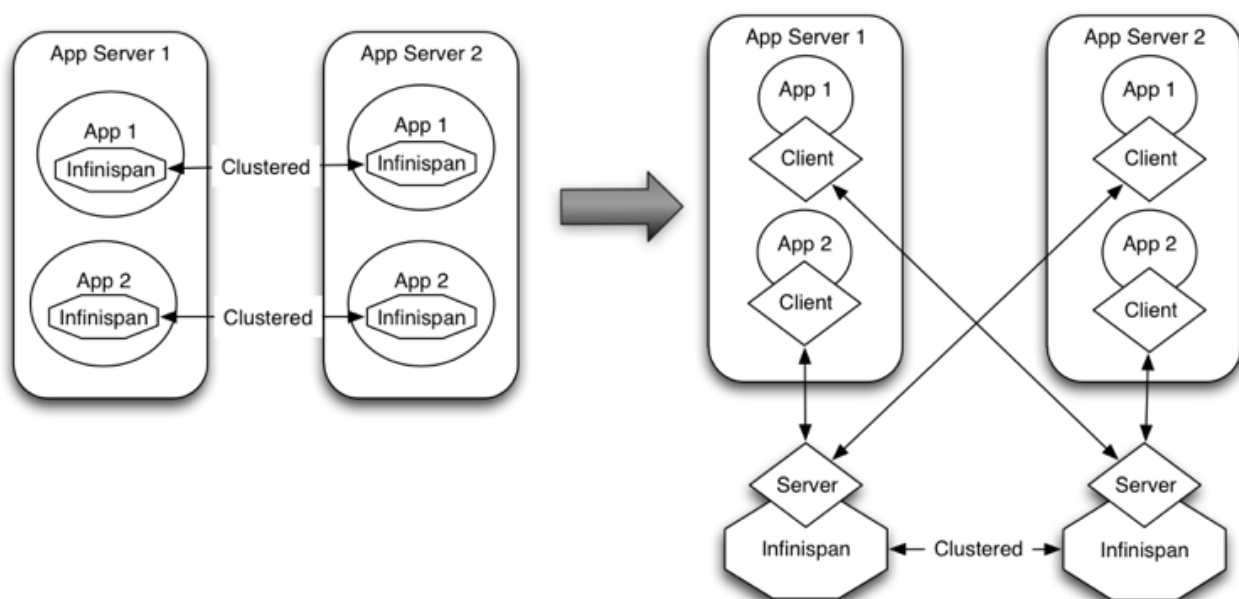 App Server 1
App Server 2
App 1
Infinispan
Clustered
App 1
Infinispan
App 2
Infinispan
Clustered
App 2
Infinispan
App Server 1
App Server 2
App 1
Client
App 1
Client
App 2
Client
App 2
Client
Server
Server
Infinispan
Clustered
Infinispan